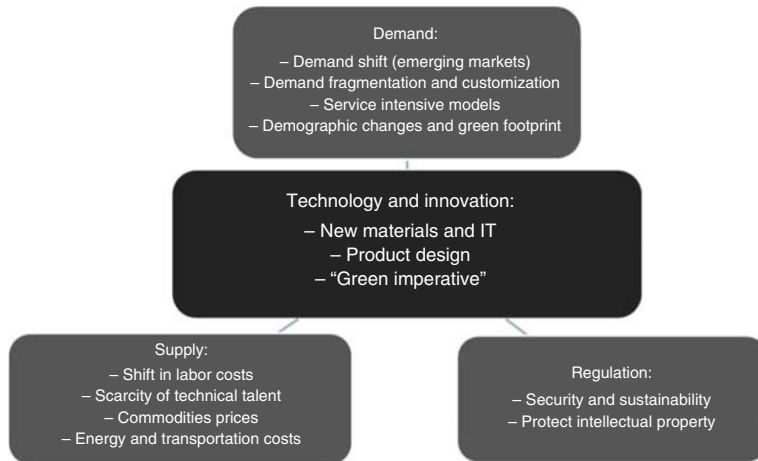 Demand:
– Demand shift (emerging markets)
– Demand fragmentation and customization
– Service intensive models
– Demographic changes and green footprint
Technology and innovation:
– New materials and IT
– Product design
– “Green imperative”
Supply:
– Shift in labor costs
– Scarcity of technical talent
– Commodities prices
– Energy and transportation costs
Regulation:
– Security and sustainability
– Protect intellectual property